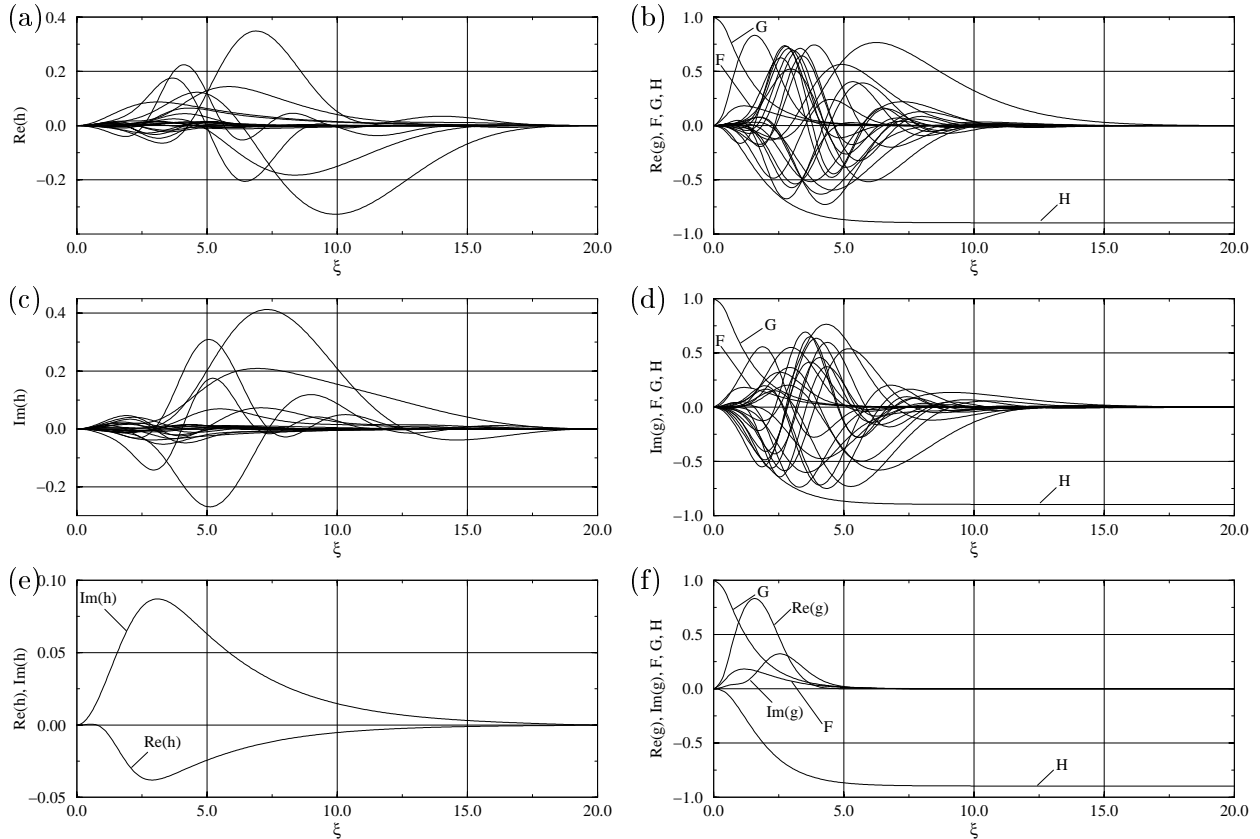 (a)
0.4
0.2
0.0
−0.2
Re(h)
0.0 5.0 10.0 15.0 20.0
ξ
(b)
1.0
0.5
0.0
−0.5
−1.0
Re(g), F, G, H
G
F
H
0.0 5.0 10.0 15.0 20.0
ξ
(c)
0.4
0.2
0.0
−0.2
Im(h)
0.0 5.0 10.0 15.0 20.0
ξ
(d)
1.0
0.5
0.0
−0.5
−1.0
Im(g), F, G, H
G
F
H
0.0 5.0 10.0 15.0 20.0
ξ
(e)
0.10
0.05
0.00
−0.05
Re(h), Im(h)
Im(h)
Re(h)
0.0 5.0 10.0 15.0 20.0
ξ
(f)
1.0
0.5
0.0
−0.5
−1.0
Re(g), Im(g), F, G, H
G
Re(g)
Im(g)
F
H
0.0 5.0 10.0 15.0 20.0
ξ